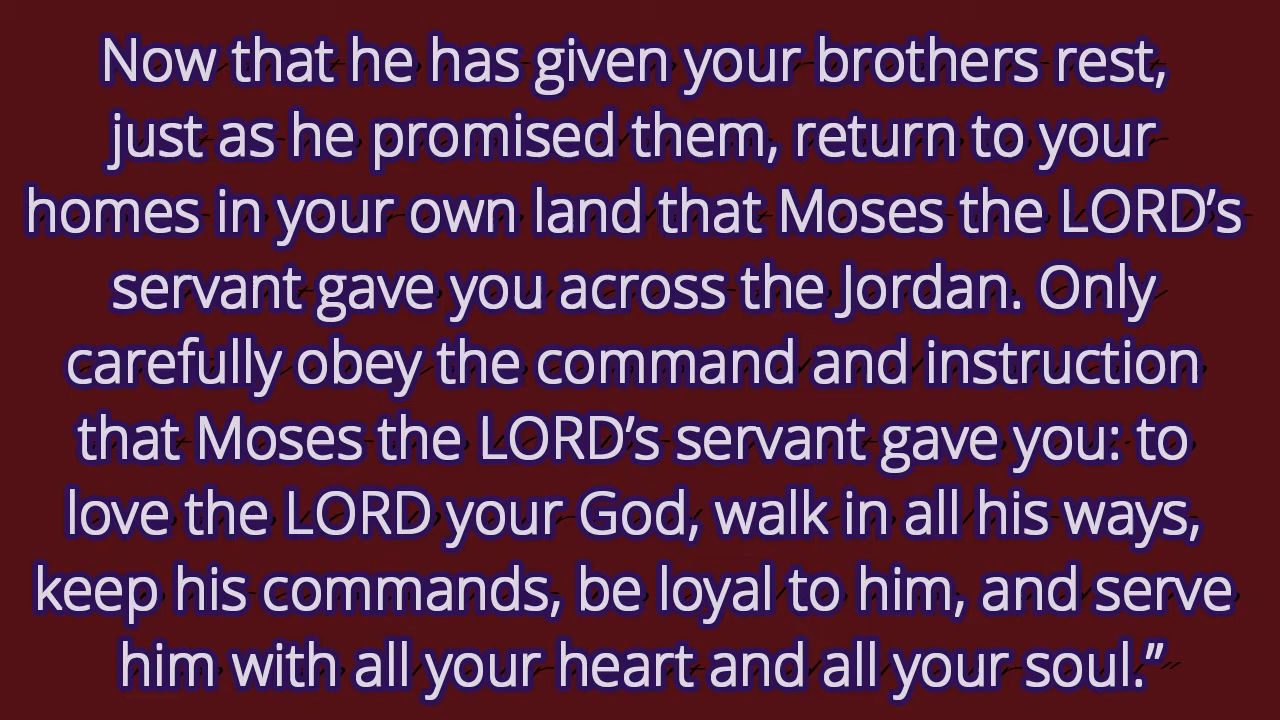 Now that he has given your brothers rest,
just as he promised them, return to your
homes in your own land that Moses the LORD’s
servant gave you across the Jordan. Only
carefully obey the command and instruction
that Moses the LORD’s servant gave you: to
love the LORD your God, walk in all his ways,
keep his commands, be loyal to him, and serve
him with all your heart and all your soul.”